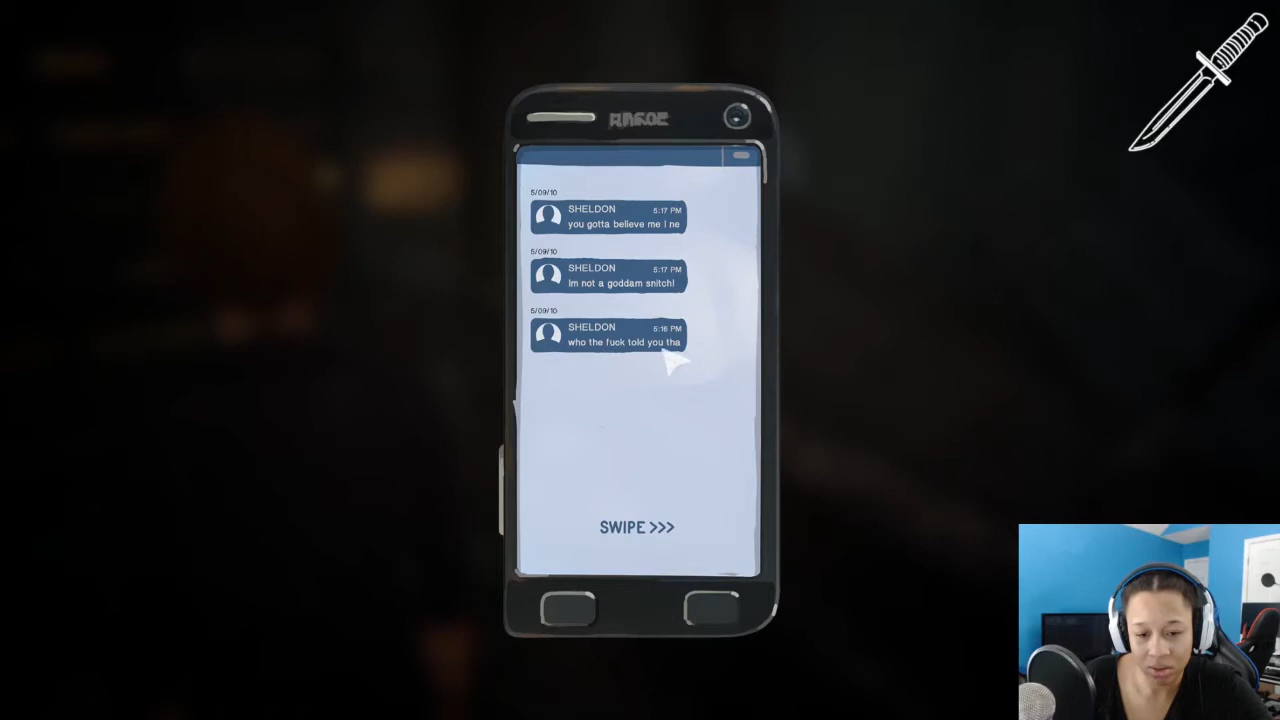 5/09/10
SHELDON 5:17 PM
you gotta believe me I ne
5/09/10
SHELDON 5:17 PM
Im not a goddam snitch!
5/09/10
SHELDON 5:16 PM
who the fuck told you tha
SWIPE >>>